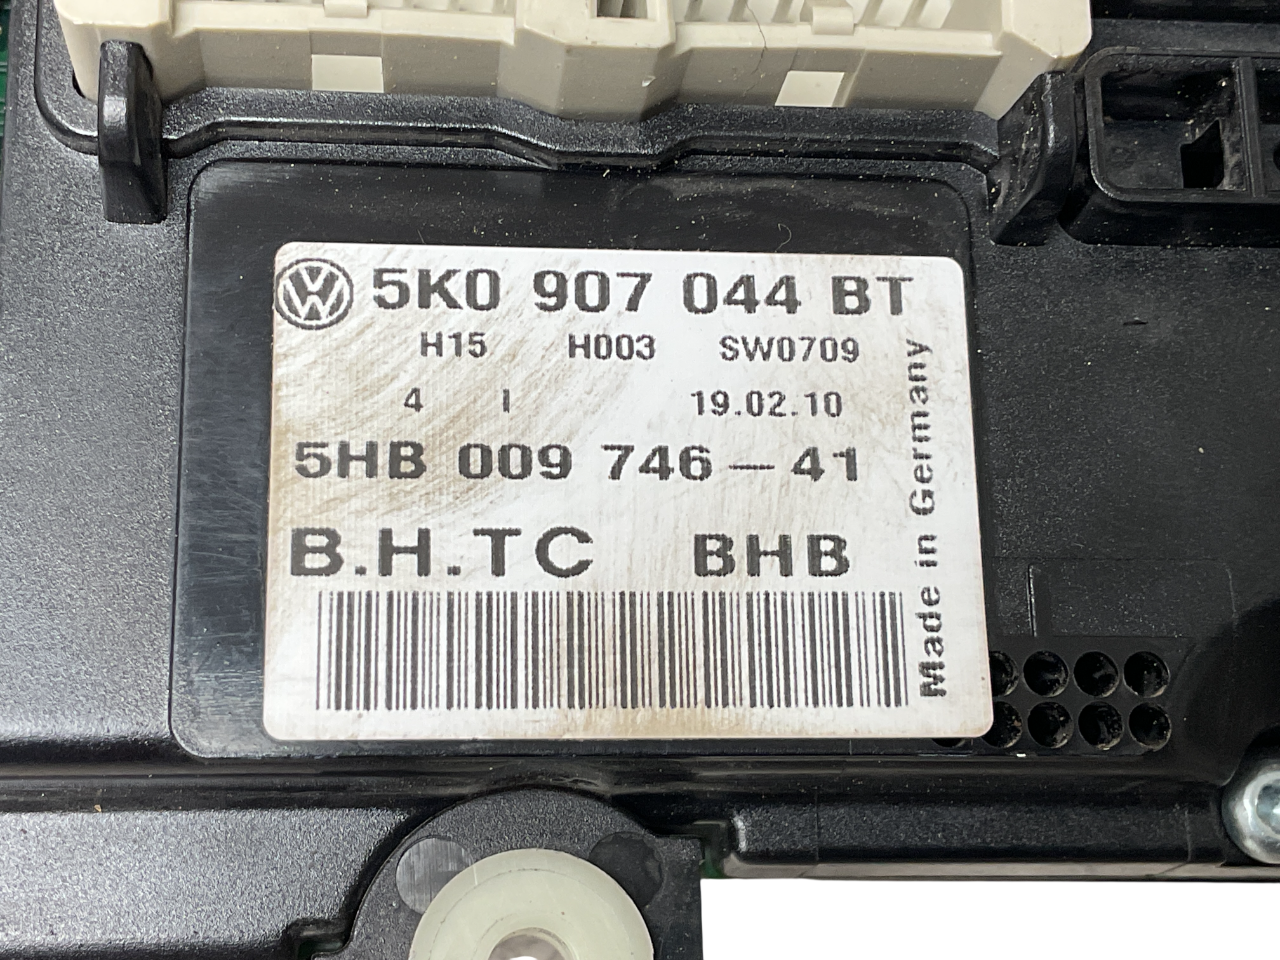 5K0 907 044 BT
H15 H003 SW0709
4 I 19.02.10
5HB 009 746-41
B.H.TC BHB
Made in Germany